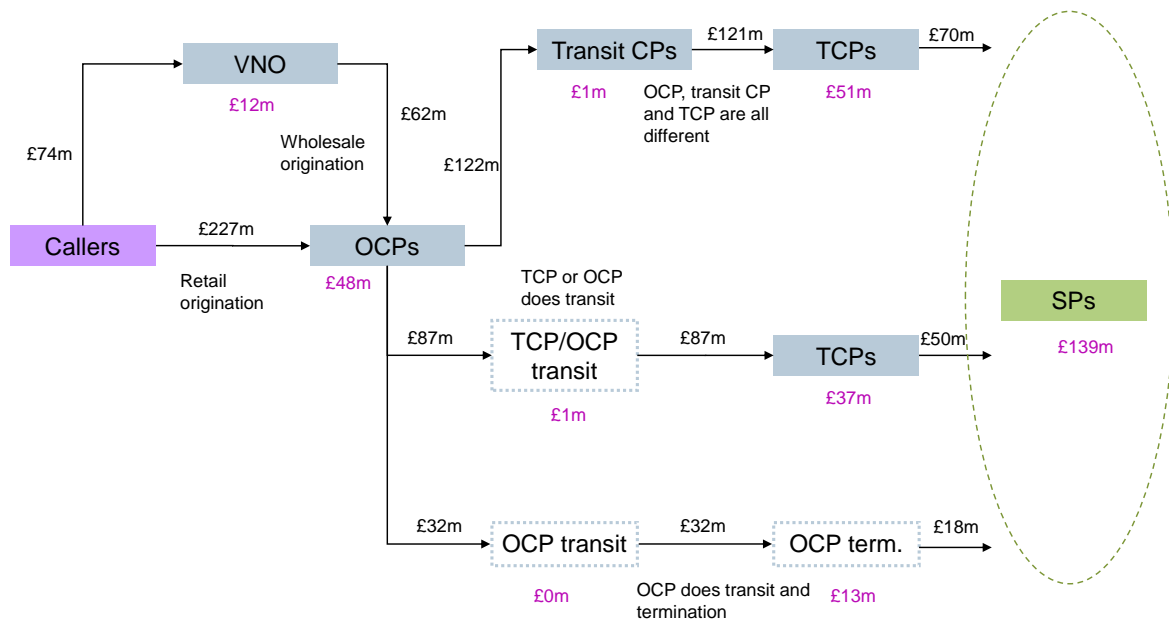 £121m
£70m
Transit CPs
TCPs
VNO
£1m
OCP, transit CP
and TCP are all
different
£51m
£12m
£62m
Wholesale
origination
£74m
£122m
£227m
Callers
OCPs
Retail
origination
£48m
TCP or OCP
does transit
SPs
£87m
TCP/OCP
transit
£87m
TCPs
£50m
£139m
£1m
£37m
£32m
£32m
£18m
OCP transit
OCP term.
£0m
OCP does transit and
termination
£13m